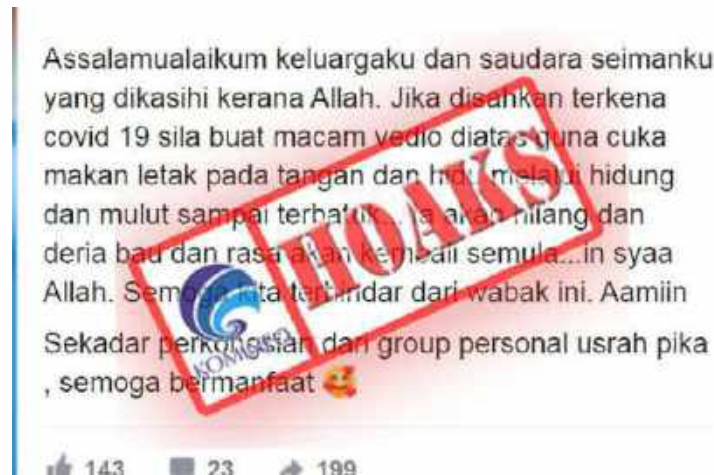 Assalamualaikum keluargaku dan saudara seimanku
yang dikasihi kerana Allah. Jika disahkan terkena
covid 19 sila buat macam vedio diatas guna cuka
makan letak pada tangan dan hidu melalui hidung
dan mulut sampai terbatuk... ia akan hilang dan
deria bau dan rasa akan kembali semula...in syaa
Allah. Semoga kita terhindar dari wabak ini. Aamiin
Sekadar perkongsian dari group personal usrah pika
, semoga bermanfaat 🥰
HOAKS
KOMINFO
143 23 199